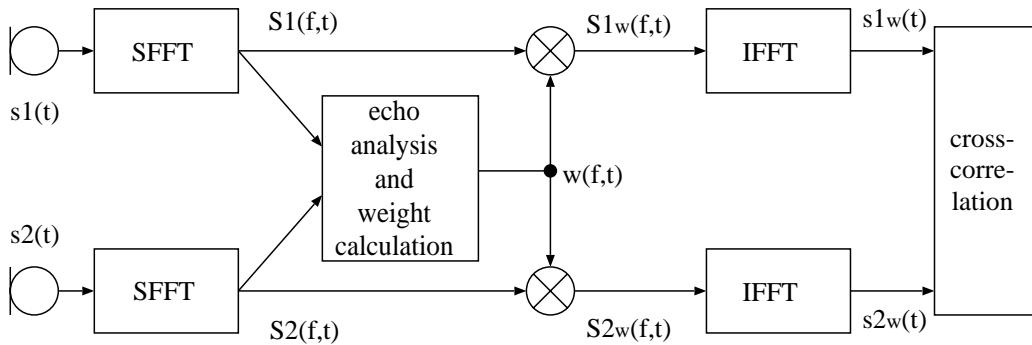 S1(f,t)
S1w(f,t)
s1w(t)
SFFT
IFFT
s1(t)
echo
analysis
and
weight
calculation
w(f,t)
cross-
corre-
lation
s2(t)
SFFT
IFFT
S2(f,t)
S2w(f,t)
s2w(t)